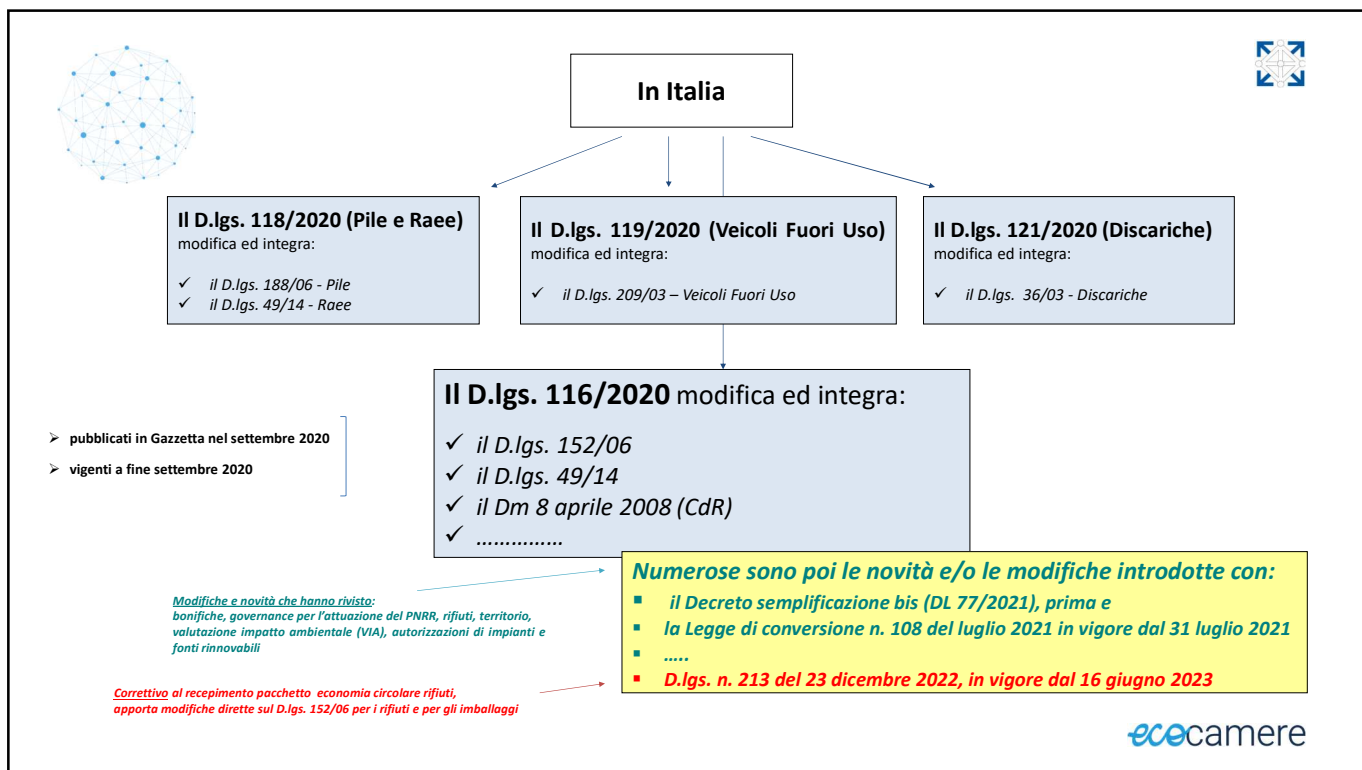 In Italia
Il D.lgs. 118/2020 (Pile e Raee)
modifica ed integra:
✓ il D.lgs. 188/06 - Pile
✓ il D.lgs. 49/14 - Raee
Il D.lgs. 119/2020 (Veicoli Fuori Uso)
modifica ed integra:
✓ il D.lgs. 209/03 – Veicoli Fuori Uso
Il D.lgs. 121/2020 (Discariche)
modifica ed integra:
✓ il D.lgs. 36/03 - Discariche
Il D.lgs. 116/2020 modifica ed integra:
✓ il D.lgs. 152/06
✓ il D.lgs. 49/14
✓ il Dm 8 aprile 2008 (CdR)
✓ ……………
➢ pubblicati in Gazzetta nel settembre 2020
➢ vigenti a fine settembre 2020
Numerose sono poi le novità e/o le modifiche introdotte con:
▪ il Decreto semplificazione bis (DL 77/2021), prima e
▪ la Legge di conversione n. 108 del luglio 2021 in vigore dal 31 luglio 2021
▪ …..
▪ D.lgs. n. 213 del 23 dicembre 2022, in vigore dal 16 giugno 2023
Modifiche e novità che hanno rivisto:
bonifiche, governance per l'attuazione del PNRR, rifiuti, territorio,
valutazione impatto ambientale (VIA), autorizzazioni di impianti e
fonti rinnovabili
Correttivo al recepimento pacchetto economia circolare rifiuti,
apporta modifiche dirette sul D.lgs. 152/06 per i rifiuti e per gli imballaggi
ecocamere